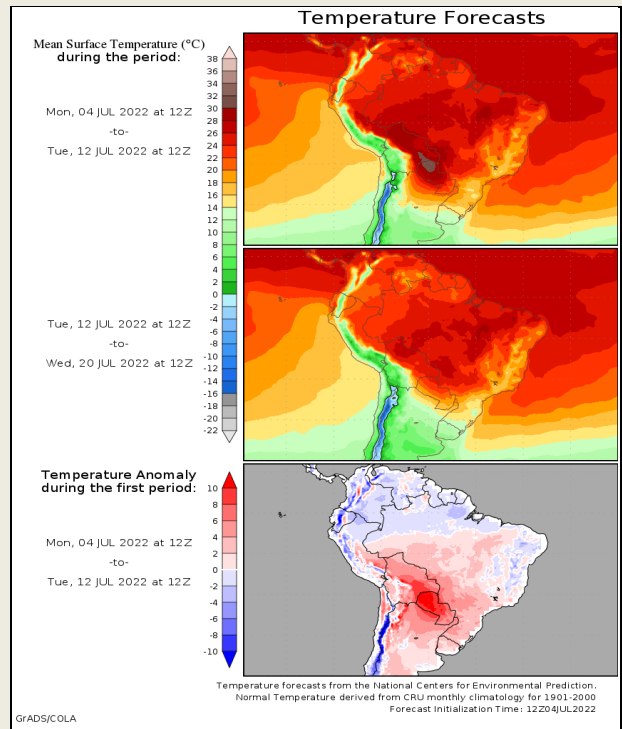 Temperature Forecasts
Mean Surface Temperature (°C)
during the period:
Mon, 04 JUL 2022 at 12Z
-to-
Tue, 12 JUL 2022 at 12Z
38
36
34
32
30
28
26
24
22
20
18
16
14
12
10
8
6
4
2
0
-2
-4
-6
-8
-10
-12
-14
-16
-18
-20
-22
Tue, 12 JUL 2022 at 12Z
-to-
Wed, 20 JUL 2022 at 12Z
Temperature Anomaly
during the first period:
Mon, 04 JUL 2022 at 12Z
-to-
Tue, 12 JUL 2022 at 12Z
10
8
6
4
2
0
-2
-4
-6
-8
-10
Temperature forecasts from the National Centers for Environmental Prediction.
Normal Temperature derived from CRU monthly climatology for 1901-2000
Forecast Initialization Time: 12Z04JUL2022
GrADS/COLA